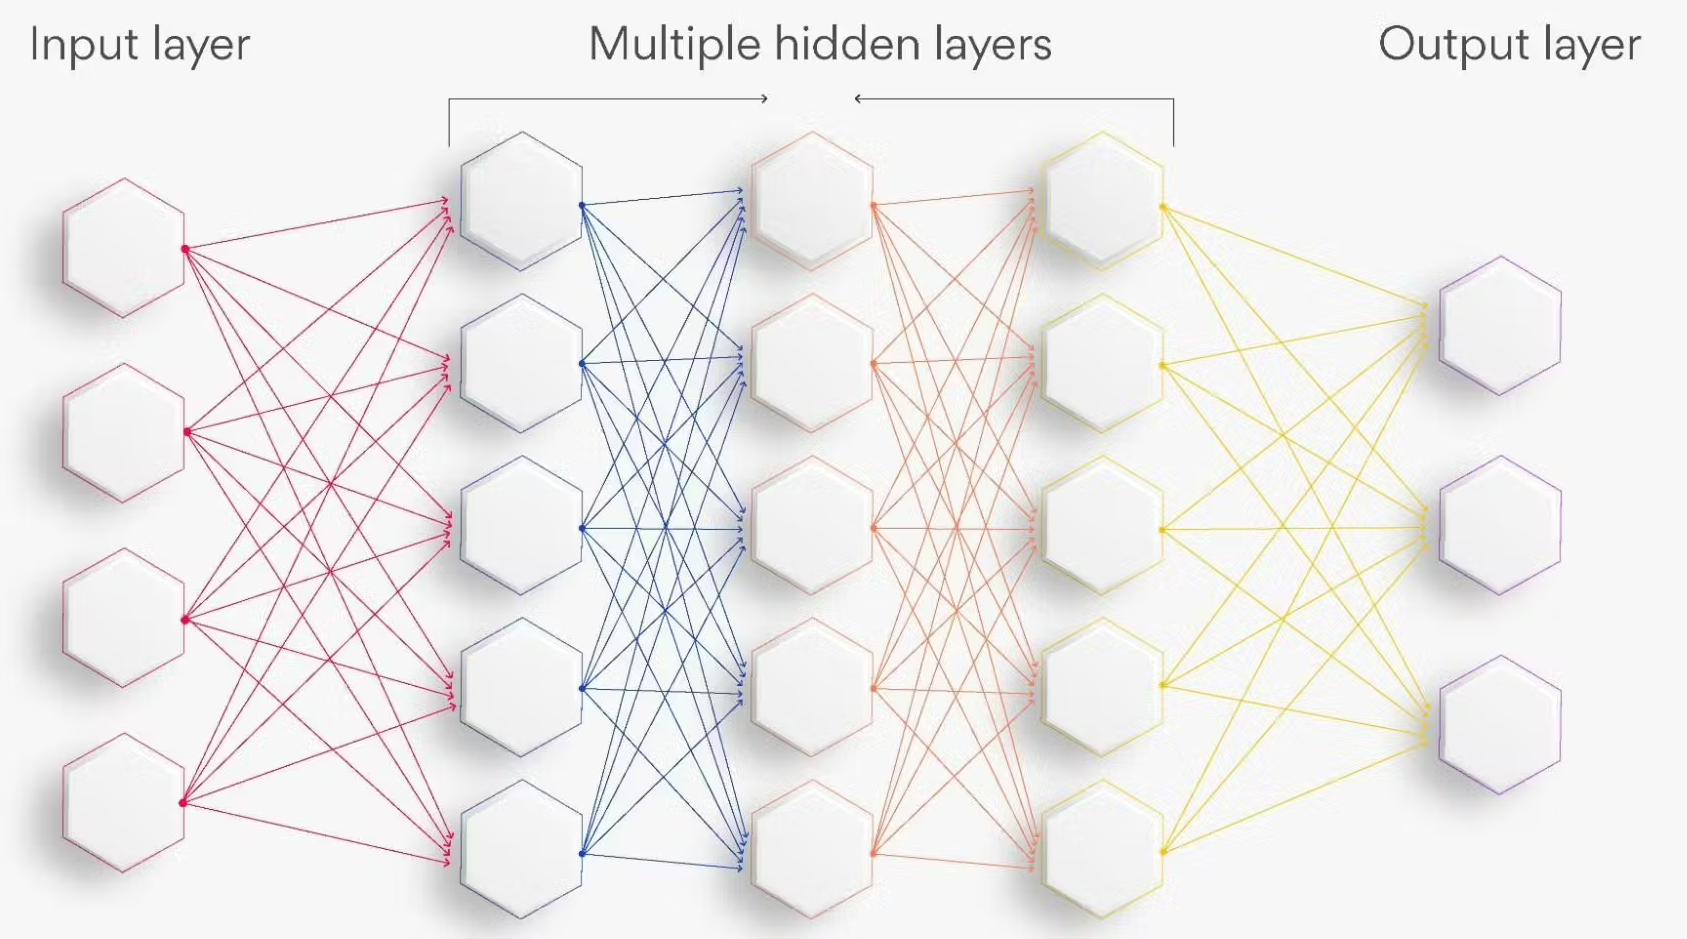 Input layer
Multiple hidden layers
Output layer